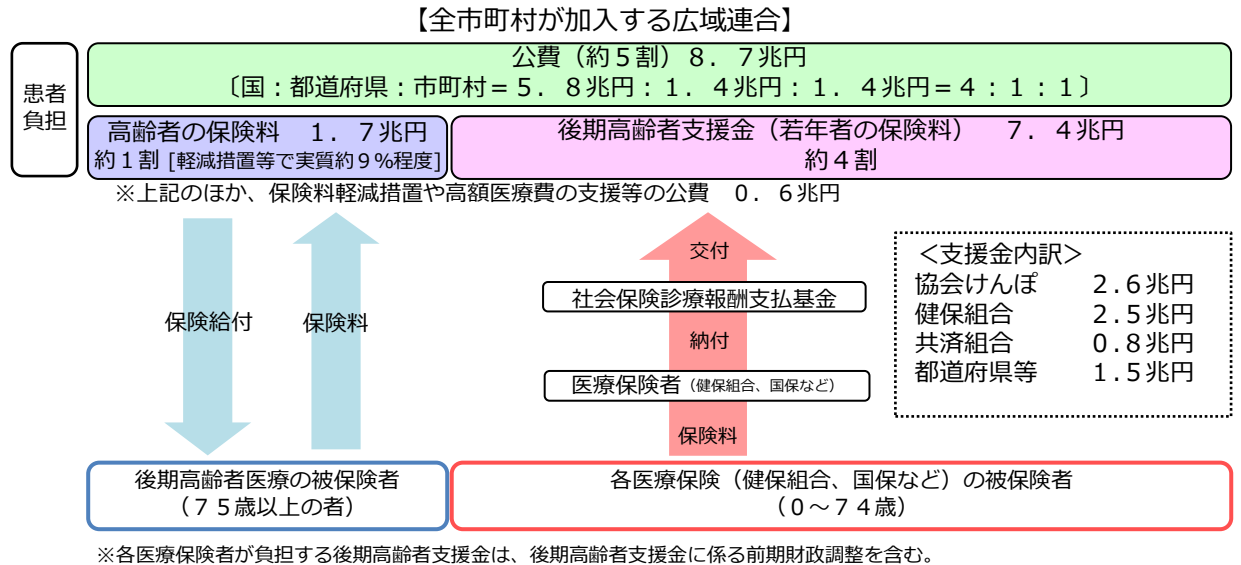 【全市町村が加入する広域連合】
患者
負担
公費（約５割）８．７兆円
〔国：都道府県：市町村＝５．８兆円：１．４兆円：１．４兆円＝４：１：１〕
高齢者の保険料　１．７兆円
約１割 [軽減措置等で実質約９%程度]
後期高齢者支援金（若年者の保険料）　７．４兆円
約４割
※上記のほか、保険料軽減措置や高額医療費の支援等の公費　０．６兆円
保険給付
保険料
交付
社会保険診療報酬支払基金
納付
医療保険者（健保組合、国保など）
保険料
＜支援金内訳＞
協会けんぽ　２.６兆円
健保組合　２.５兆円
共済組合　０.８兆円
都道府県等　１.５兆円
後期高齢者医療の被保険者
（７５歳以上の者）
各医療保険（健保組合、国保など）の被保険者
（０～７４歳）
※各医療保険者が負担する後期高齢者支援金は、後期高齢者支援金に係る前期財政調整を含む。